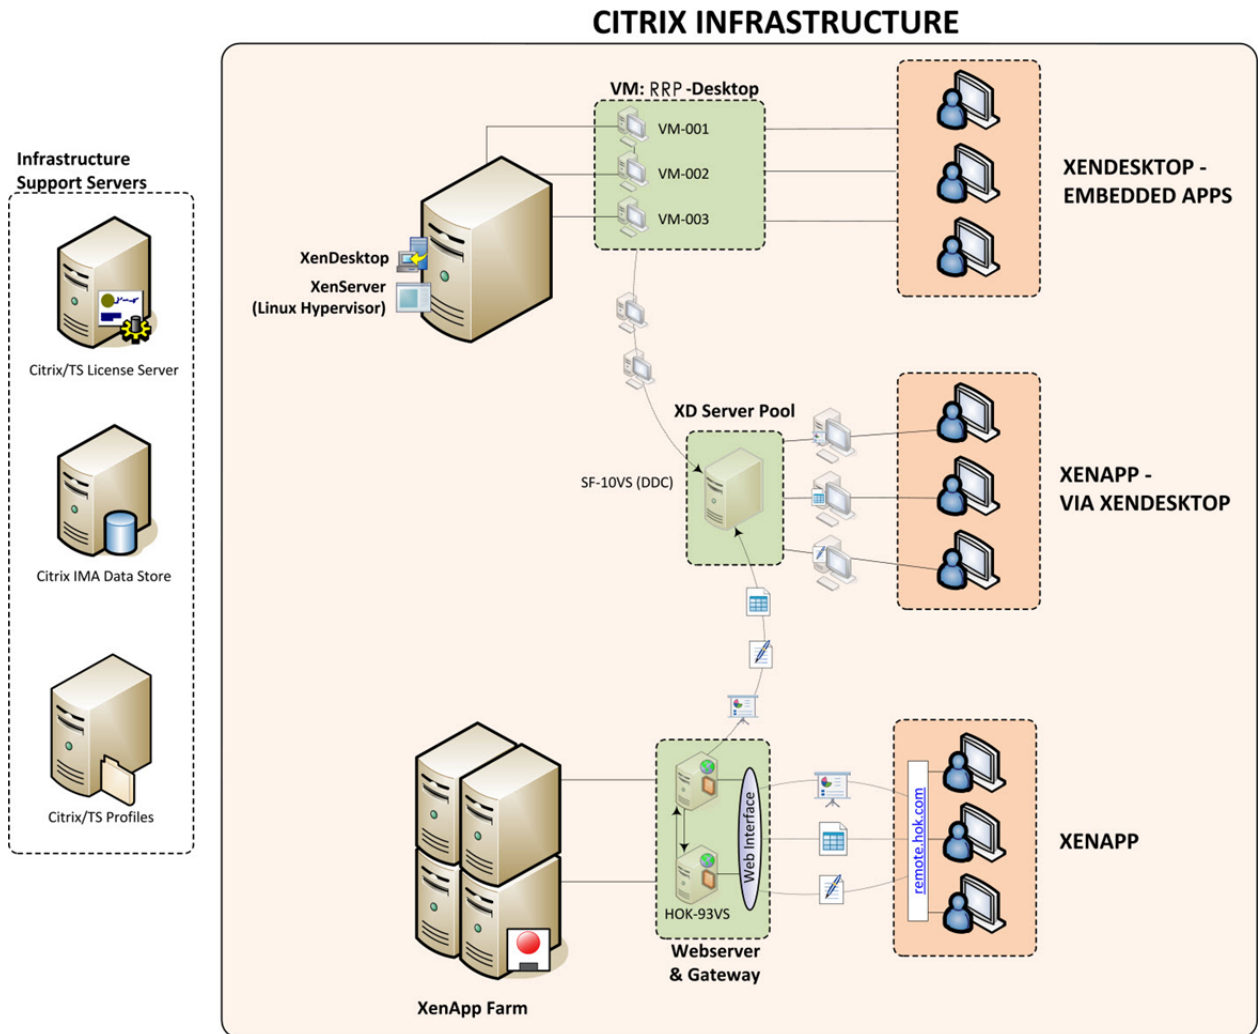 CITRIX INFRASTRUCTURE
Infrastructure
Support Servers
Citrix/TS License Server
Citrix IMA Data Store
Citrix/TS Profiles
VM: RRP -Desktop
VM-001
VM-002
VM-003
XenDesktop
XenServer
(Linux Hypervisor)
XENDESKTOP -
EMBEDDED APPS
XD Server Pool
SF-10VS (DDC)
XENAPP -
VIA XENDESKTOP
Web Interface
HOK-93VS
Webserver
& Gateway
XenApp Farm
remote.hok.com
XENAPP